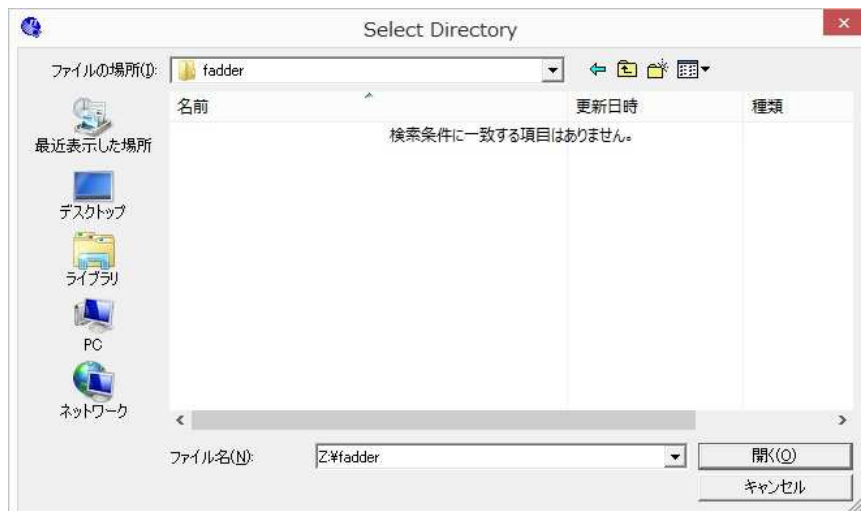 Select Directory
ファイルの場所(I):
fadder
名前
更新日時
種類
検索条件に一致する項目はありません。
最近表示した場所
デスクトップ
ライブラリ
PC
ネットワーク
ファイル名(N):
Z:¥fadder
開く(O)
キャンセル